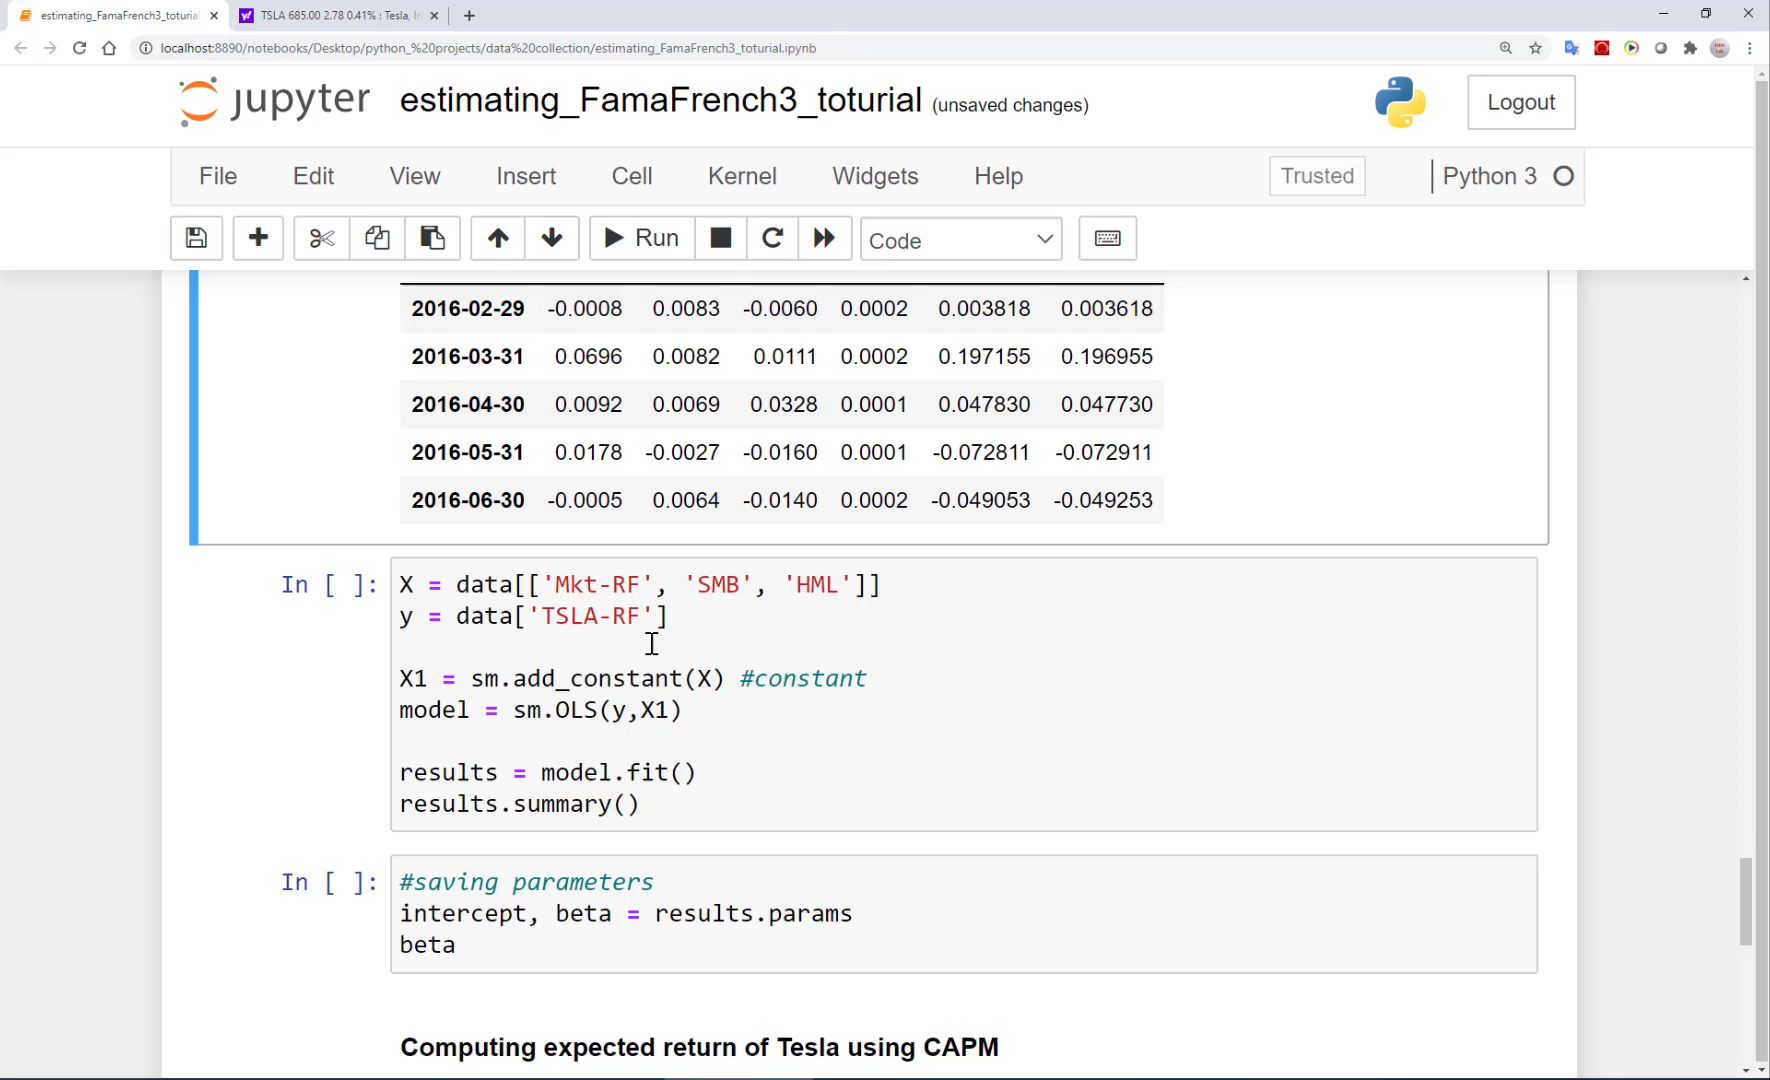 estimating_FamaFrench3_toturial
TSLA 685.00 2.78 0.41% : Tesla, I
localhost:8890/notebooks/Desktop/python_%20projects/data%20collection/estimating_FamaFrench3_toturial.ipynb
jupyter estimating_FamaFrench3_toturial (unsaved changes)
Logout
File Edit View Insert Cell Kernel Widgets Help
Trusted
Python 3
Run
Code
2016-02-29 -0.0008 0.0083 -0.0060 0.0002 0.003818 0.003618
2016-03-31 0.0696 0.0082 0.0111 0.0002 0.197155 0.196955
2016-04-30 0.0092 0.0069 0.0328 0.0001 0.047830 0.047730
2016-05-31 0.0178 -0.0027 -0.0160 0.0001 -0.072811 -0.072911
2016-06-30 -0.0005 0.0064 -0.0140 0.0002 -0.049053 -0.049253
In [ ]: X = data[['Mkt-RF', 'SMB', 'HML']]
y = data['TSLA-RF']
X1 = sm.add_constant(X) #constant
model = sm.OLS(y,X1)
results = model.fit()
results.summary()
In [ ]: #saving parameters
intercept, beta = results.params
beta
Computing expected return of Tesla using CAPM